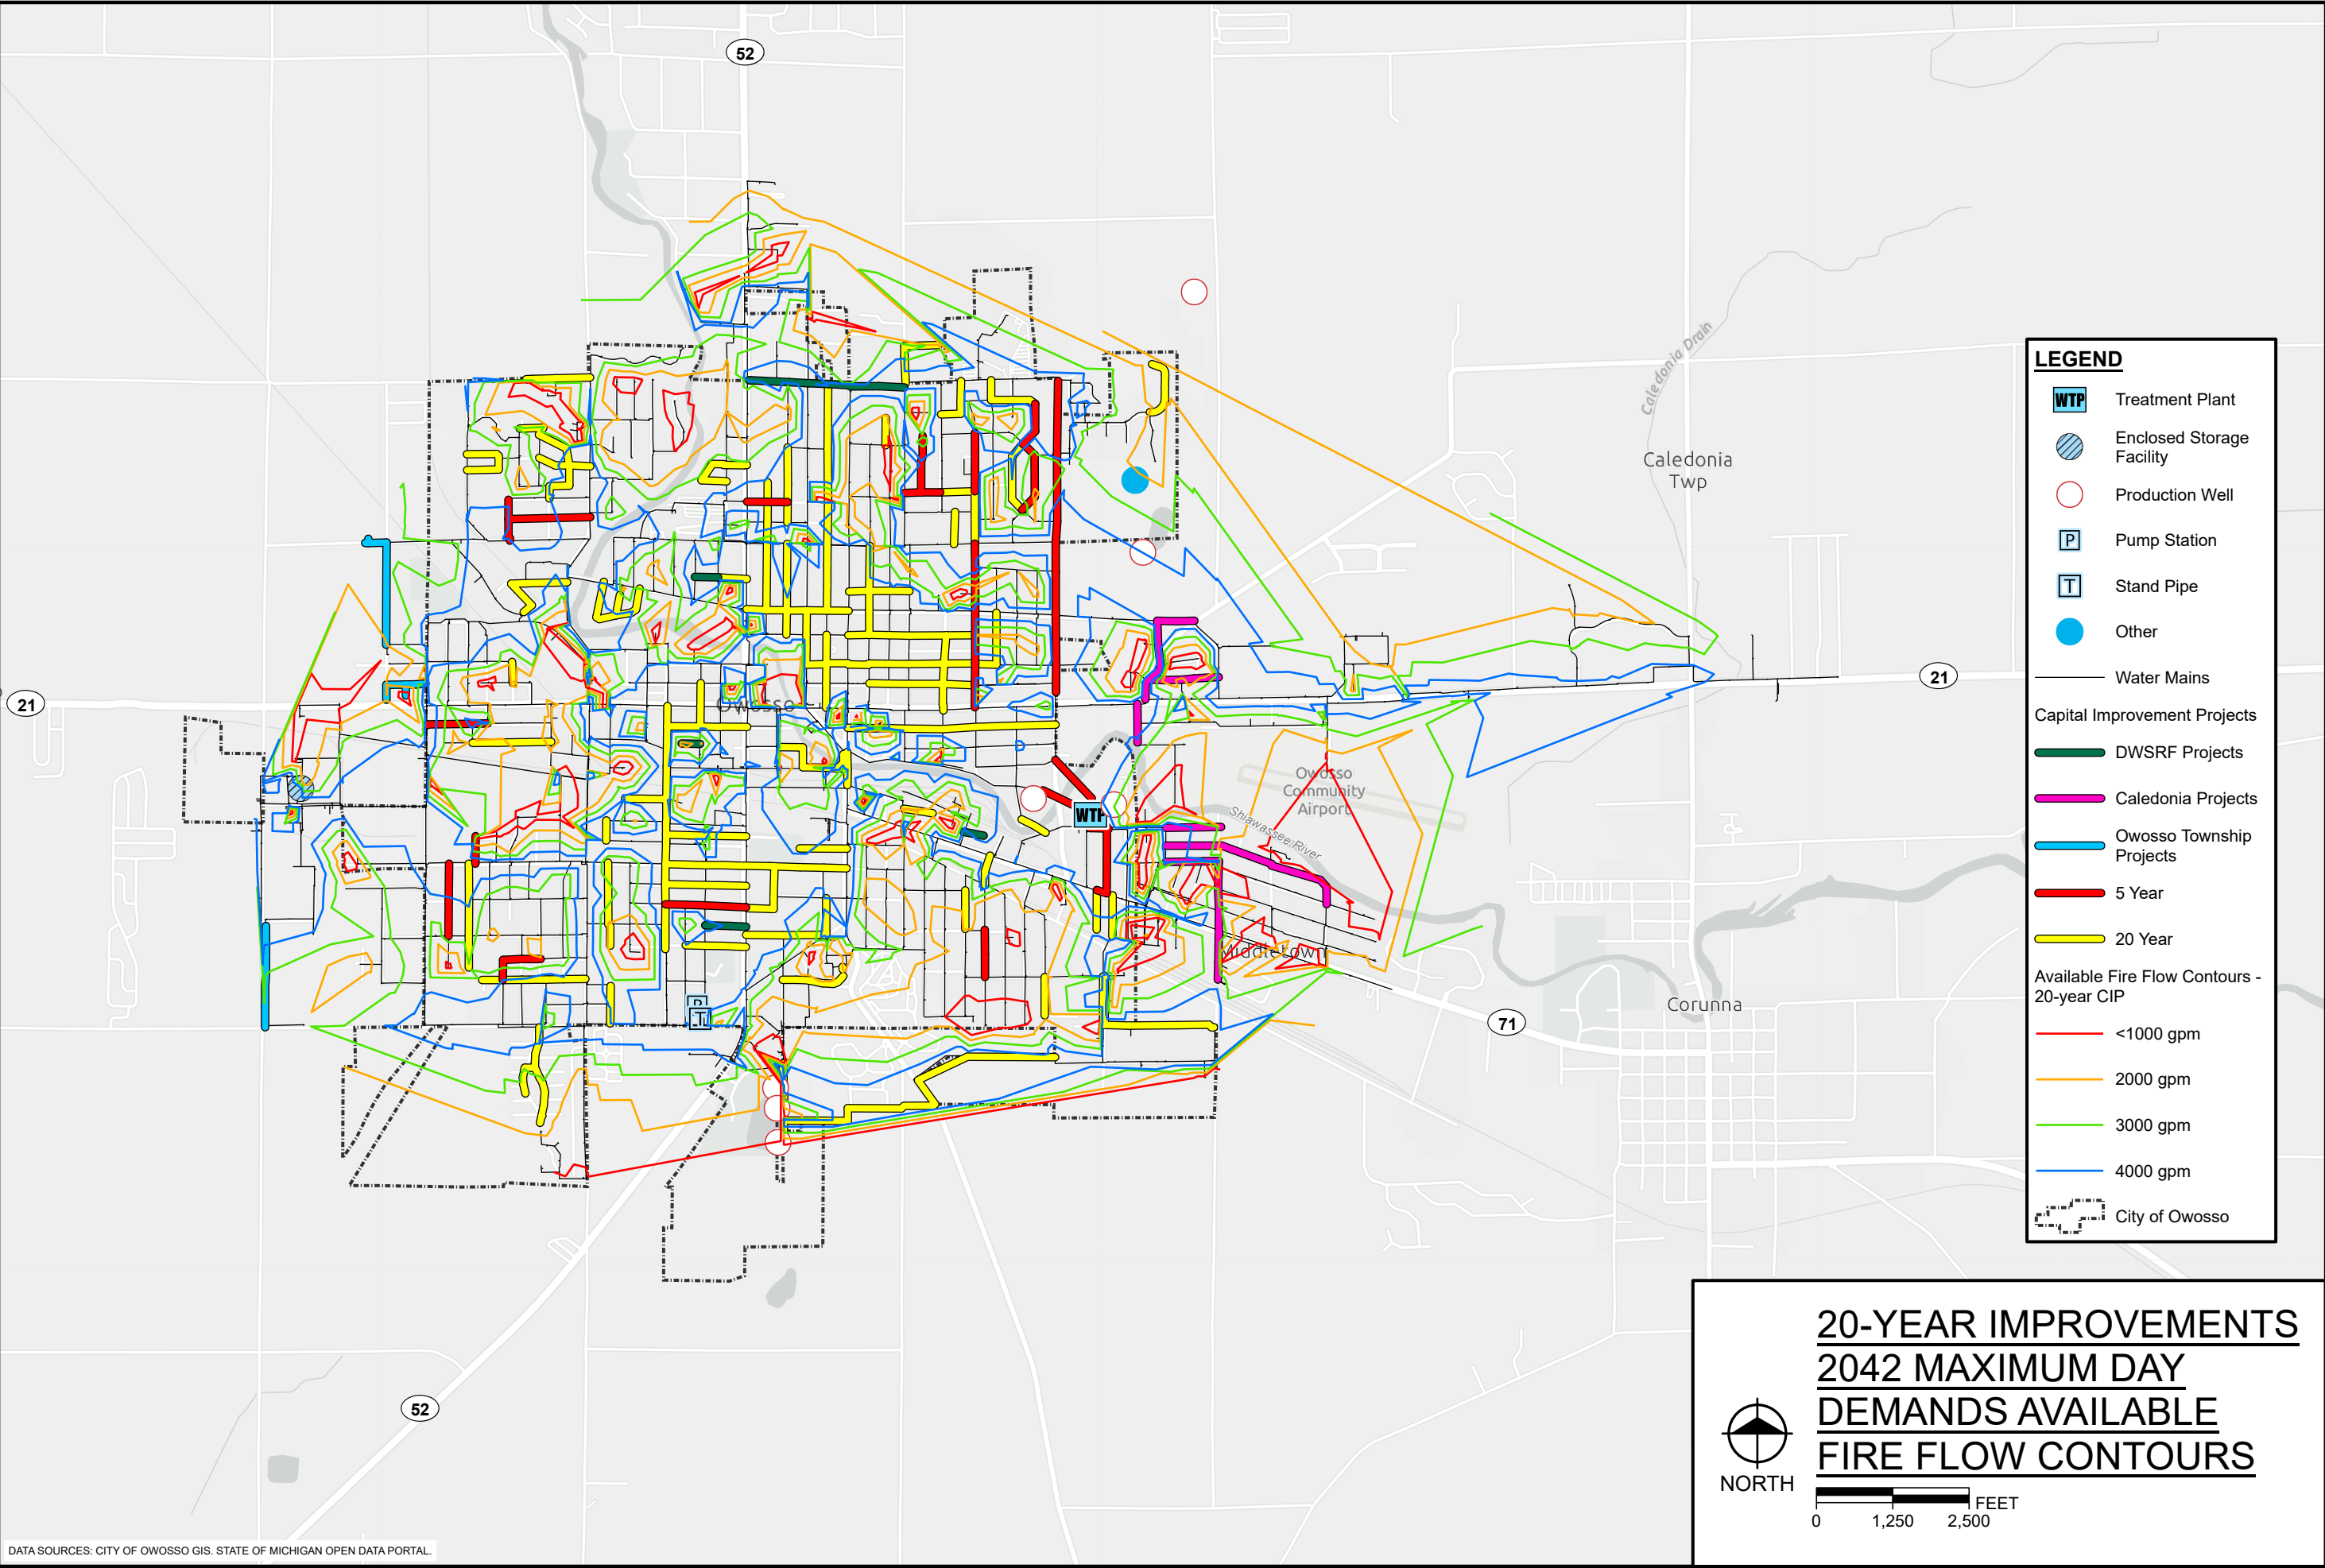 52
Caledonia Drain
Caledonia
Twp
21
21
Owosso
Owosso
Community
Airport
Shiawassee River
WTP
Middletown
P
T
Corunna
71
52
LEGEND
WTP Treatment Plant
Enclosed Storage
Facility
Production Well
P Pump Station
T Stand Pipe
Other
Water Mains
Capital Improvement Projects
DWSRF Projects
Caledonia Projects
Owosso Township
Projects
5 Year
20 Year
Available Fire Flow Contours -
20-year CIP
<1000 gpm
2000 gpm
3000 gpm
4000 gpm
City of Owosso
20-YEAR IMPROVEMENTS
2042 MAXIMUM DAY
DEMANDS AVAILABLE
FIRE FLOW CONTOURS
NORTH
FEET
0 1,250 2,500
DATA SOURCES: CITY OF OWOSSO GIS. STATE OF MICHIGAN OPEN DATA PORTAL.